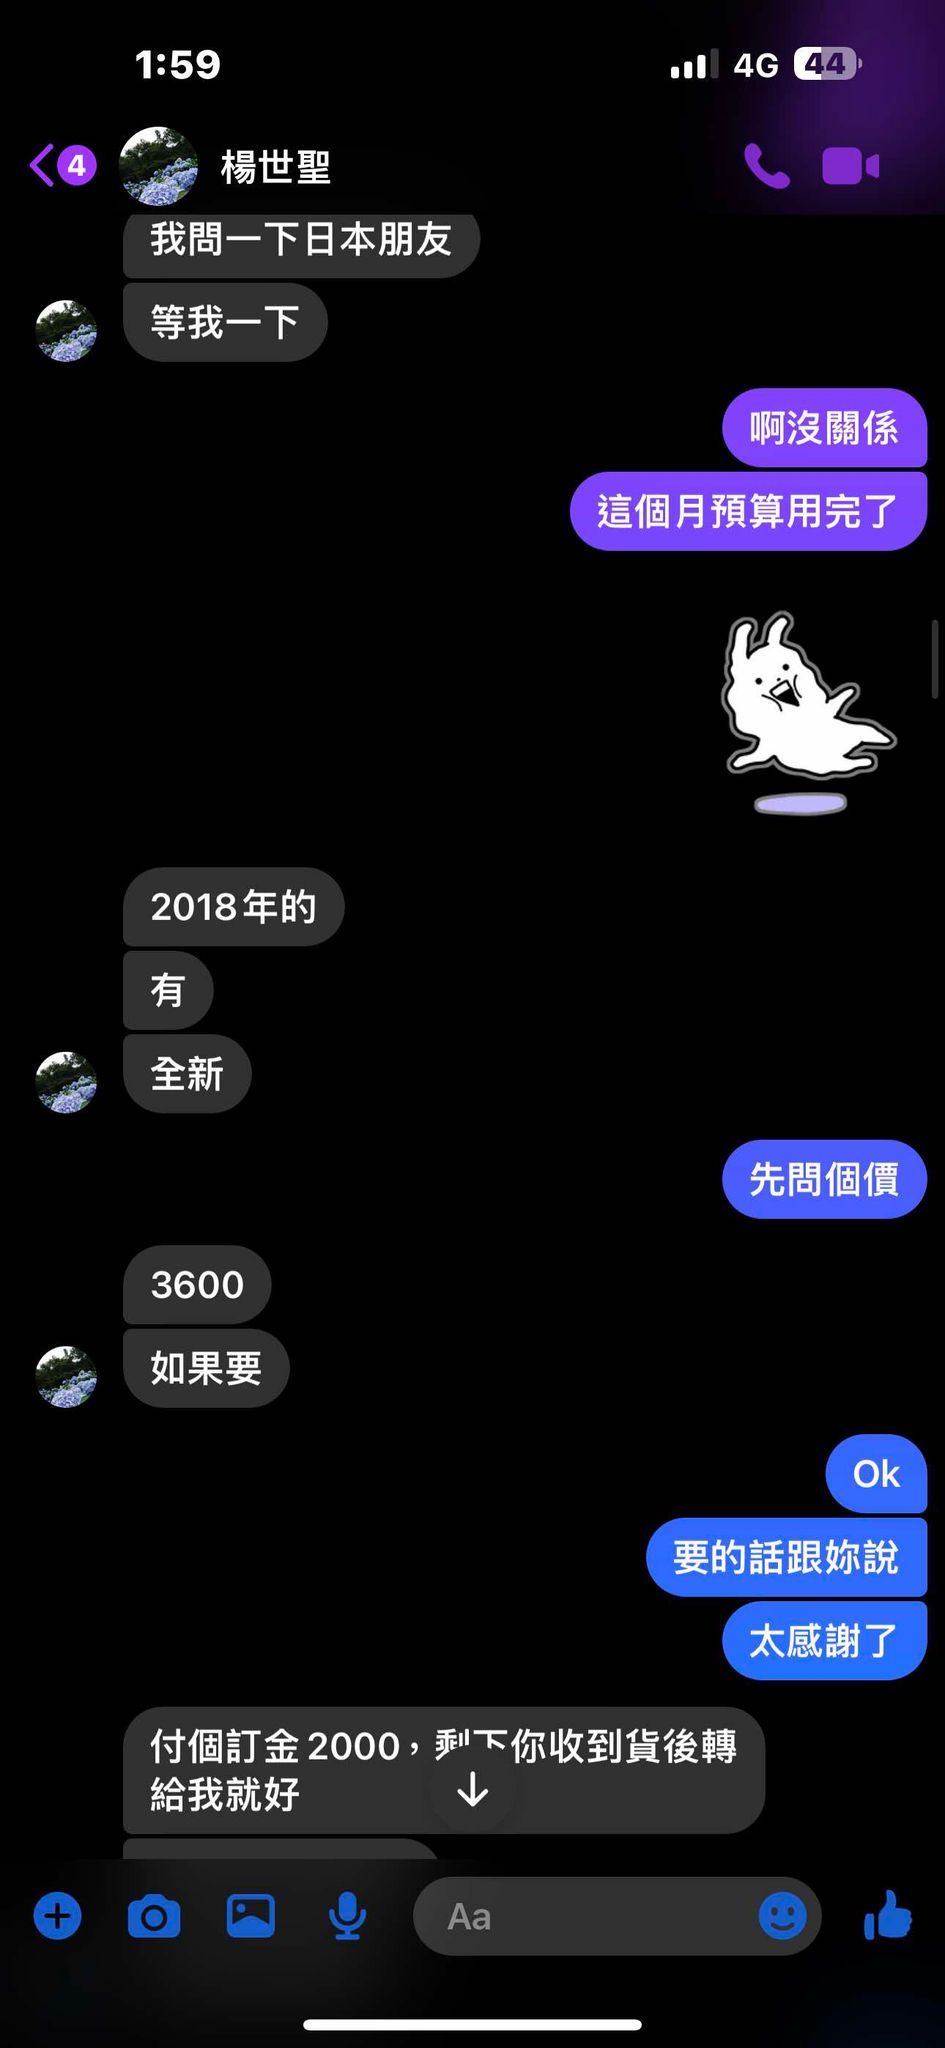 1:59
4G
44
4
楊世聖
我問一下日本朋友
等我一下
啊沒關係
這個月預算用完了
2018年的
有
全新
先問個價
3600
如果要
Ok
要的話跟妳說
太感謝了
付個訂金2000，剩下你收到貨後轉
給我就好
Aa